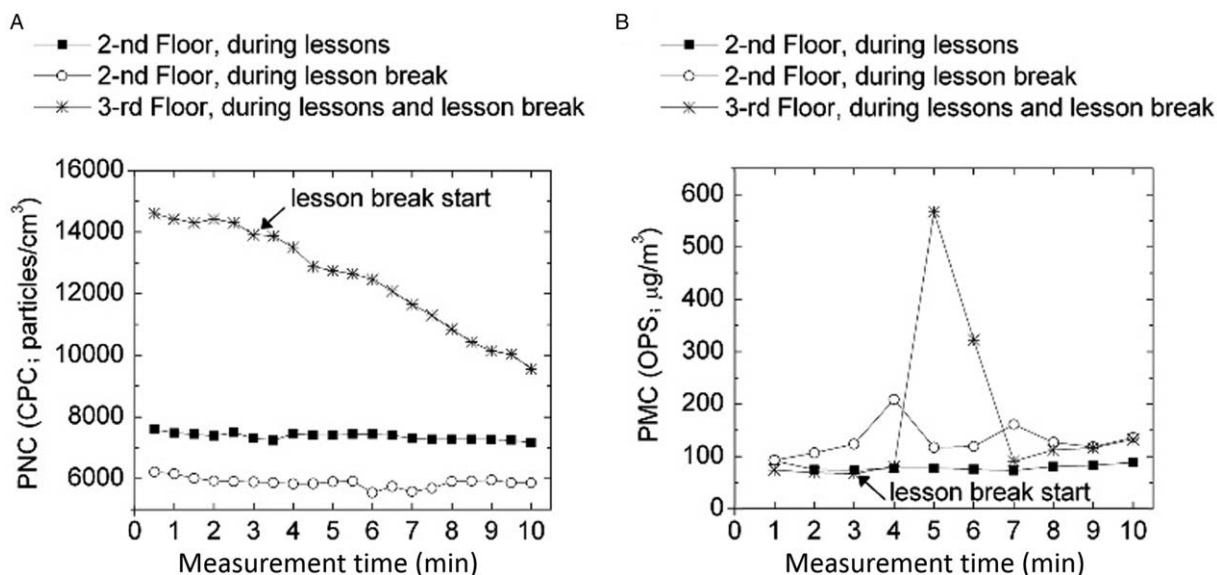 A
2-nd Floor, during lessons
2-nd Floor, during lesson break
3-rd Floor, during lessons and lesson break
16000
14000
12000
10000
8000
6000
PNC (CPC; particles/cm³)
lesson break start
0 1 2 3 4 5 6 7 8 9 10
Measurement time (min)
B
2-nd Floor, during lessons
2-nd Floor, during lesson break
3-rd Floor, during lessons and lesson break
600
500
400
300
200
100
0
PMC (OPS; μg/m³)
lesson break start
0 1 2 3 4 5 6 7 8 9 10
Measurement time (min)